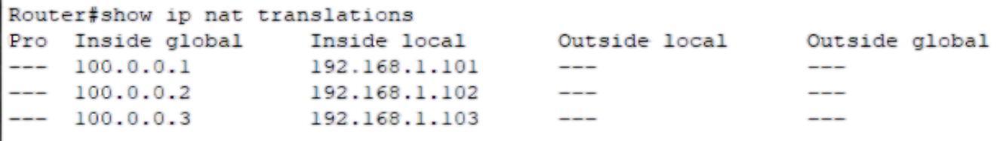 Router#show ip nat translations
Pro  Inside global     Inside local       Outside local      Outside global
---  100.0.0.1         192.168.1.101      ---                ---
---  100.0.0.2         192.168.1.102      ---                ---
---  100.0.0.3         192.168.1.103      ---                ---